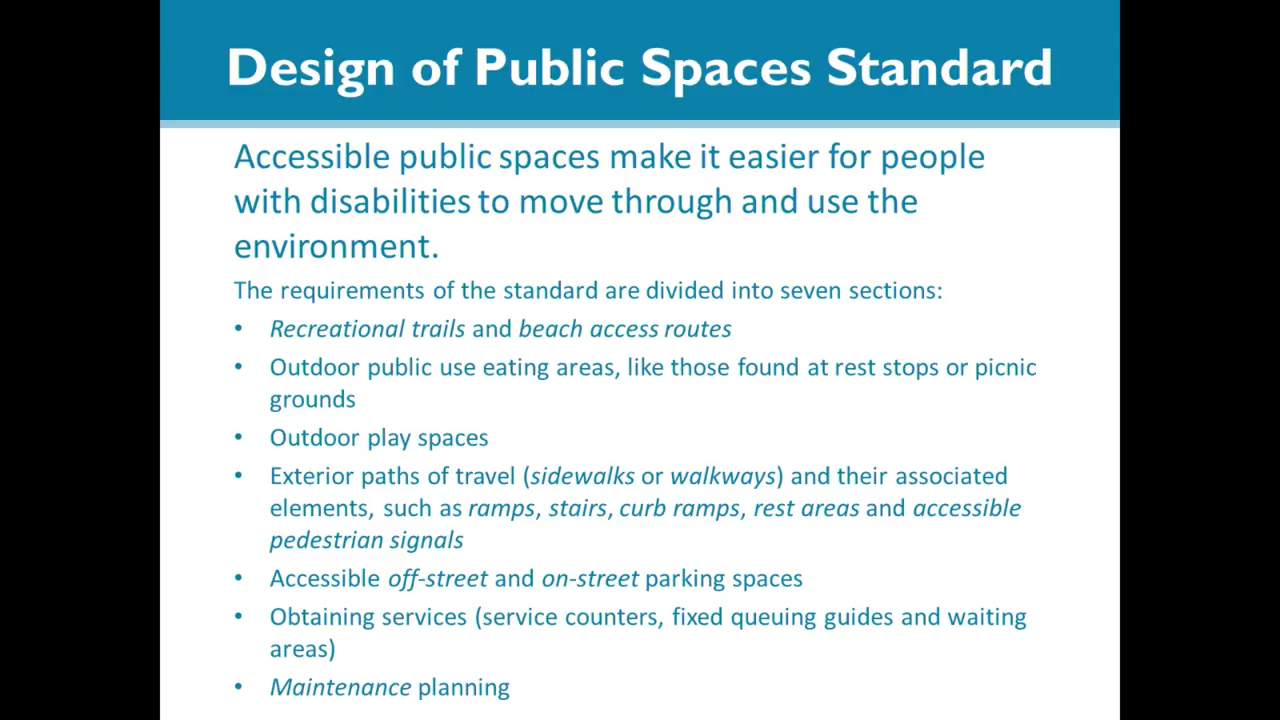 Design of Public Spaces Standard
Accessible public spaces make it easier for people
with disabilities to move through and use the
environment.
The requirements of the standard are divided into seven sections:
• Recreational trails and beach access routes
• Outdoor public use eating areas, like those found at rest stops or picnic
grounds
• Outdoor play spaces
• Exterior paths of travel (sidewalks or walkways) and their associated
elements, such as ramps, stairs, curb ramps, rest areas and accessible
pedestrian signals
• Accessible off-street and on-street parking spaces
• Obtaining services (service counters, fixed queuing guides and waiting
areas)
• Maintenance planning